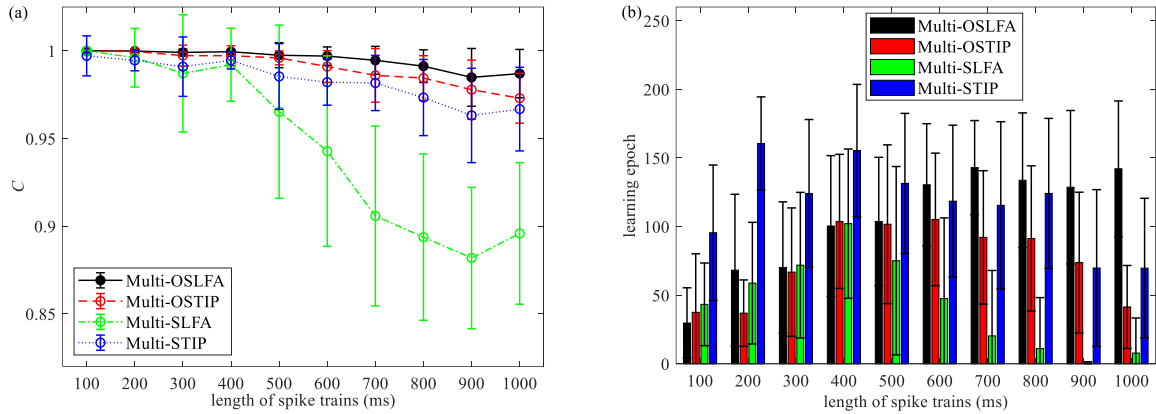 (a)
1
0.95
0.9
0.85
C
Multi-OSLFA
Multi-OSTIP
Multi-SLFA
Multi-STIP
100 200 300 400 500 600 700 800 900 1000
length of spike trains (ms)
(b)
250
200
150
100
50
0
learning epoch
Multi-OSLFA
Multi-OSTIP
Multi-SLFA
Multi-STIP
100 200 300 400 500 600 700 800 900 1000
length of spike trains (ms)